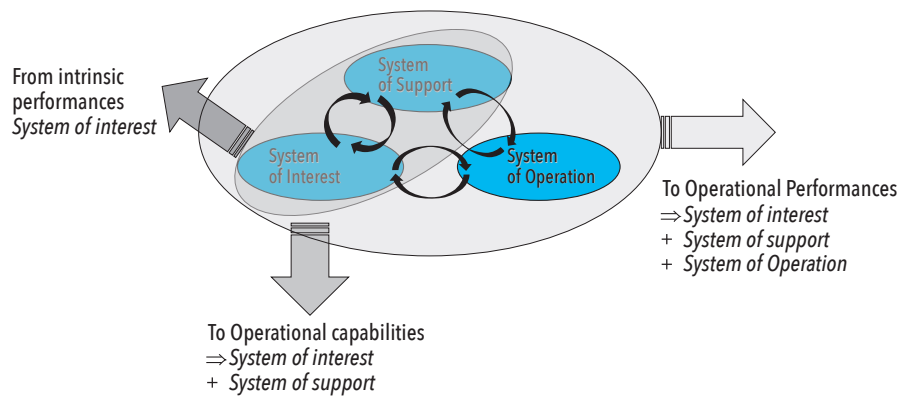 System
of Support
From intrinsic
performances
System of interest
System
of Interest
System
of Operation
To Operational Performances
⇒ System of interest
+ System of support
+ System of Operation
To Operational capabilities
⇒ System of interest
+ System of support